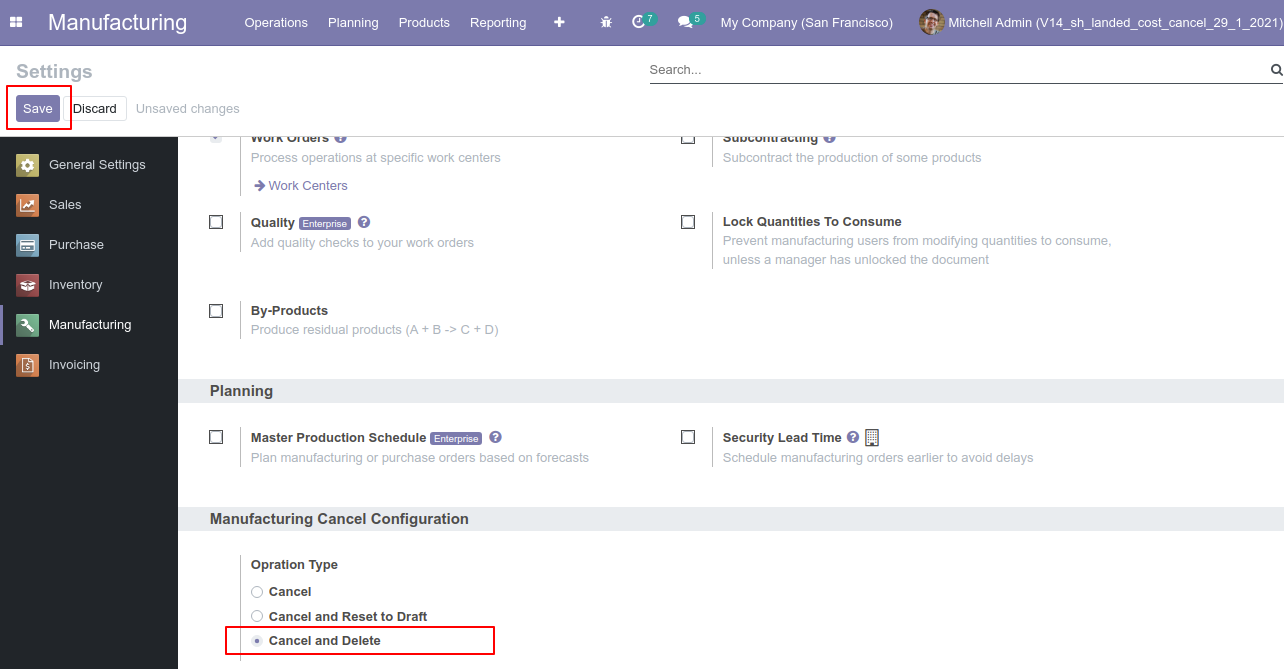 Manufacturing Operations Planning Products Reporting 7 5 My Company (San Francisco) Mitchell Admin (V14_sh_landed_cost_cancel_29_1_2021)
Settings
Search...
Save Discard Unsaved changes
General Settings
Sales
Purchase
Inventory
Manufacturing
Invoicing
Work Orders ?
Process operations at specific work centers
Work Centers
Subcontracting ?
Subcontract the production of some products
Quality Enterprise ?
Add quality checks to your work orders
Lock Quantities To Consume
Prevent manufacturing users from modifying quantities to consume,
unless a manager has unlocked the document
By-Products
Produce residual products (A + B -> C + D)
Planning
Master Production Schedule Enterprise ?
Plan manufacturing or purchase orders based on forecasts
Security Lead Time ?
Schedule manufacturing orders earlier to avoid delays
Manufacturing Cancel Configuration
Opration Type
Cancel
Cancel and Reset to Draft
Cancel and Delete